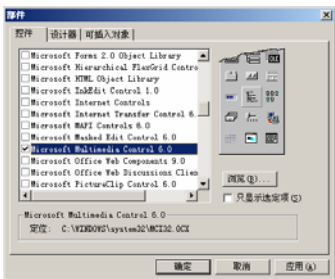 部件
控件
设计器
可插入对象
Microsoft Forms 2.0 Object Library
Microsoft Hierarchical FlexGrid Contro
Microsoft HTML Object Library
Microsoft InkEdit Control 1.0
Microsoft Internet Controls
Microsoft Internet Transfer Control 6.
Microsoft MAPI Controls 6.0
Microsoft Masked Edit Control 6.0
Microsoft Multimedia Control 6.0
Microsoft Office Web Components 9.0
Microsoft Office Web Discussions Clien
Microsoft PictureClip Control 6.0
浏览(B)...
只显示选定项(S)
Microsoft Multimedia Control 6.0
定位: C:\WINDOWS\system32\MCI32.OCX
确定
取消
应用(A)